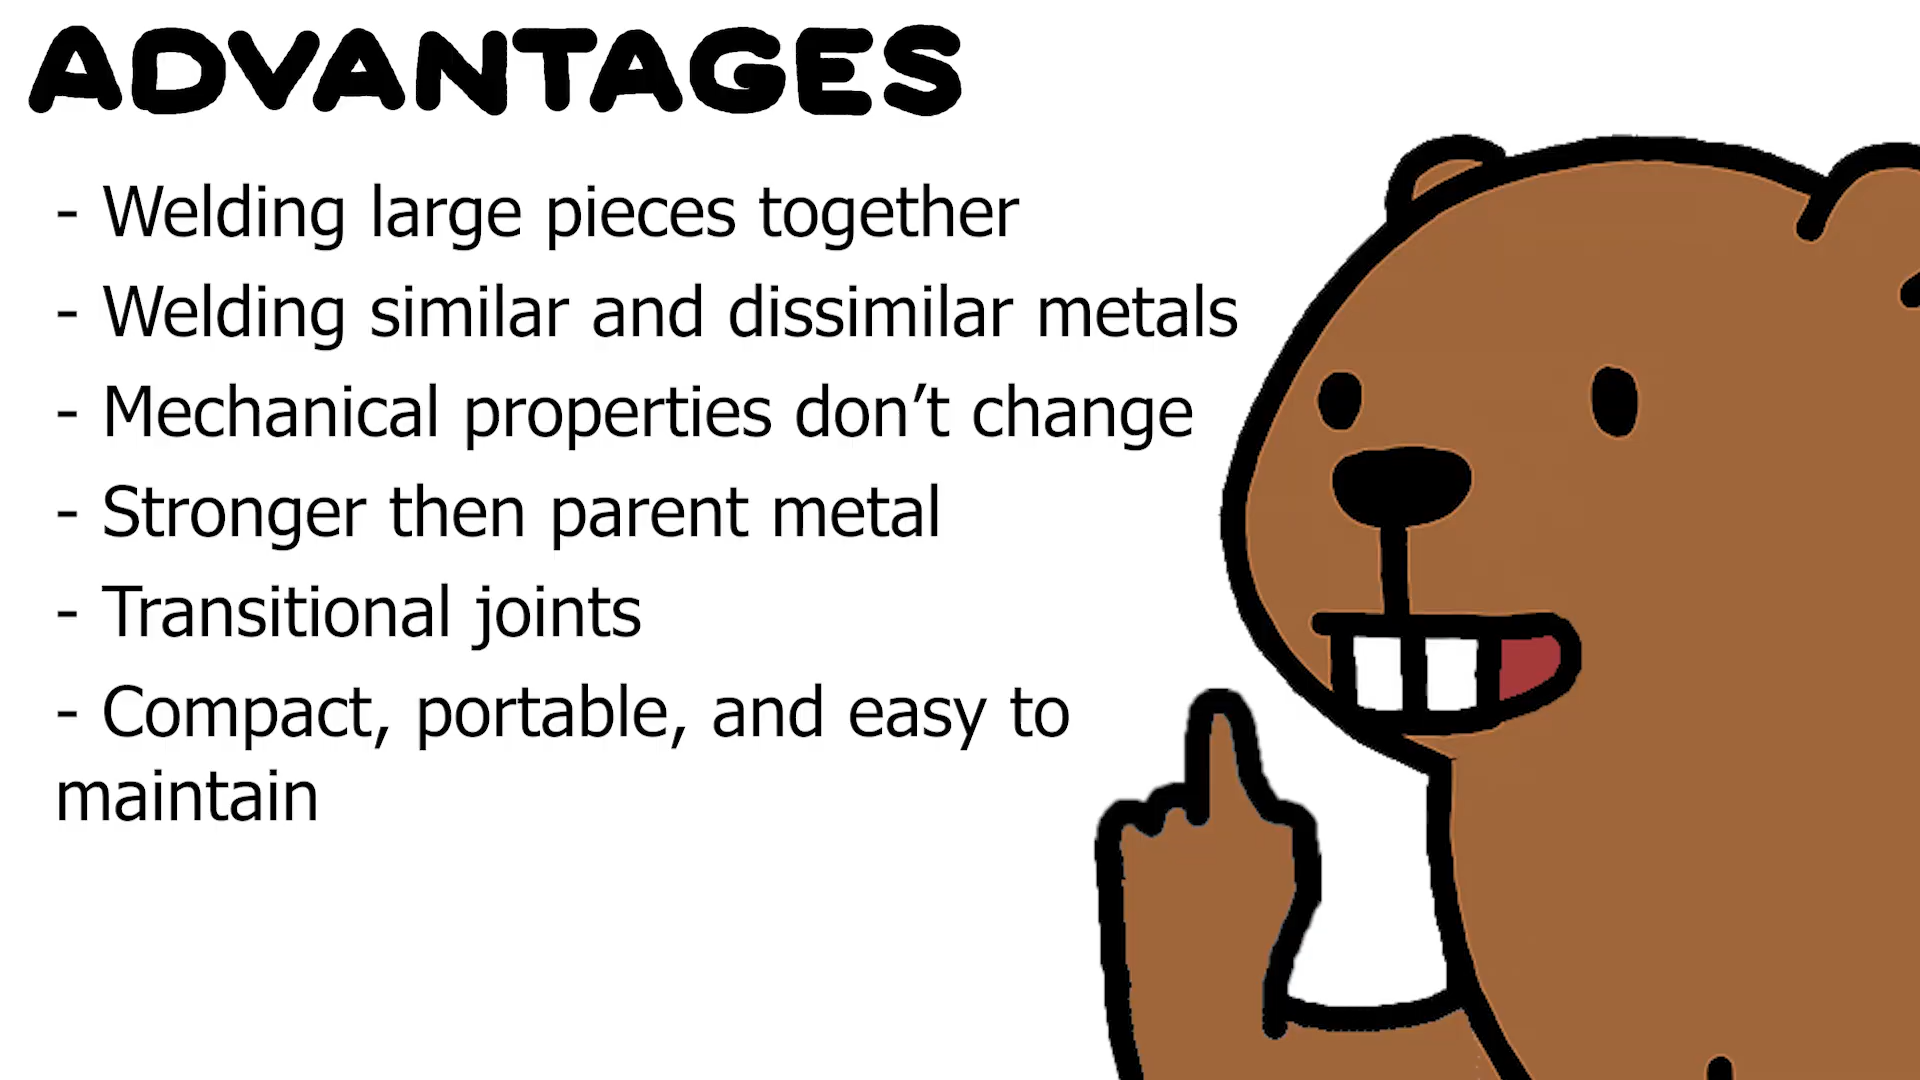 ADVANTAGES
- Welding large pieces together
- Welding similar and dissimilar metals
- Mechanical properties don’t change
- Stronger then parent metal
- Transitional joints
- Compact, portable, and easy to
maintain